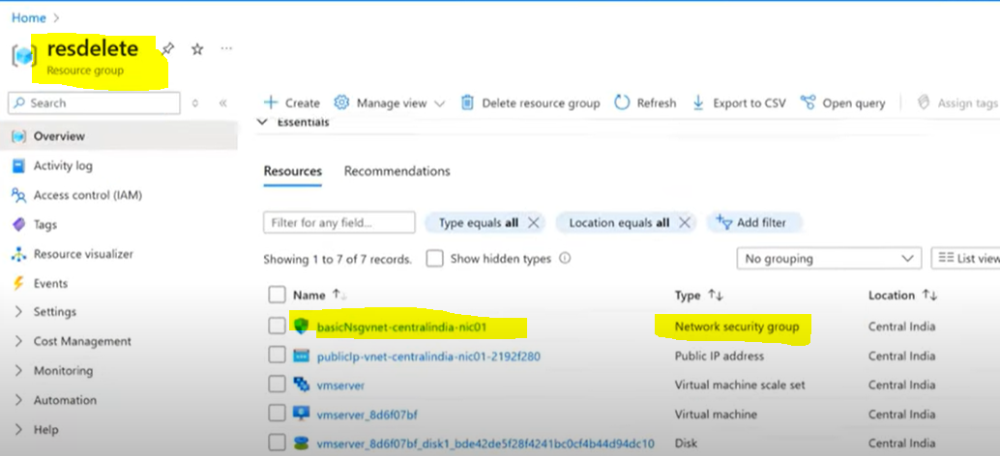 Home >
resdelete
Resource group
Search
Overview
Activity log
Access control (IAM)
Tags
Resource visualizer
Events
Settings
Cost Management
Monitoring
Automation
Help
Create Manage view Delete resource group Refresh Export to CSV Open query Assign tags
Essentials
Resources Recommendations
Filter for any field... Type equals all Location equals all Add filter
Showing 1 to 7 of 7 records. Show hidden types No grouping List view
Name Type Location
basicNsgvnet-centralindia-nic01 Network security group Central India
publicIp-vnet-centralindia-nic01-2192f280 Public IP address Central India
vmserver Virtual machine scale set Central India
vmserver_8d6f07bf Virtual machine Central India
vmserver_8d6f07bf_disk1_bde42de5f28f4241bc0cf4b44d94dc10 Disk Central India